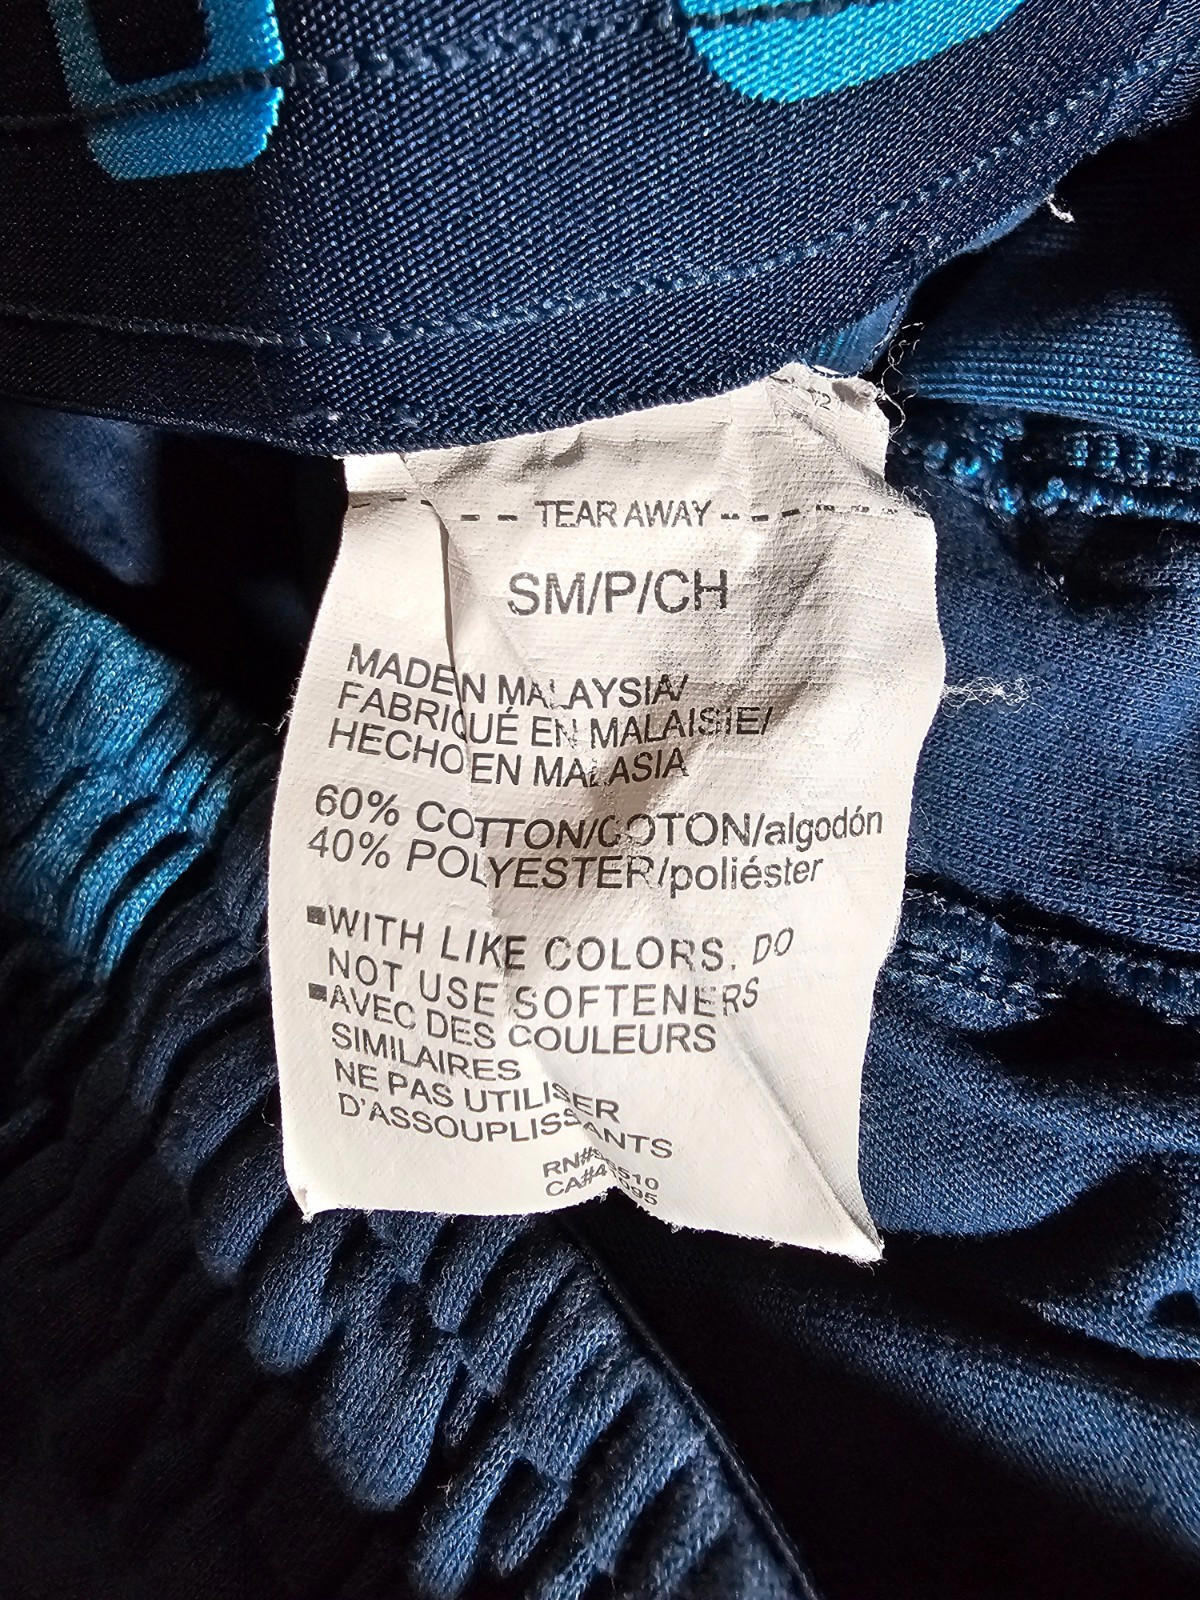 TEAR AWAY
SM/P/CH
MADE IN MALAYSIA/
FABRIQUÉ EN MALAISIE/
HECHO EN MALASIA
60% COTTON/COTON/algodón
40% POLYESTER/poliéster
WITH LIKE COLORS. DO
NOT USE SOFTENERS
AVEC DES COULEURS
SIMILAIRES
NE PAS UTILISER
D'ASSOUPLISSANTS